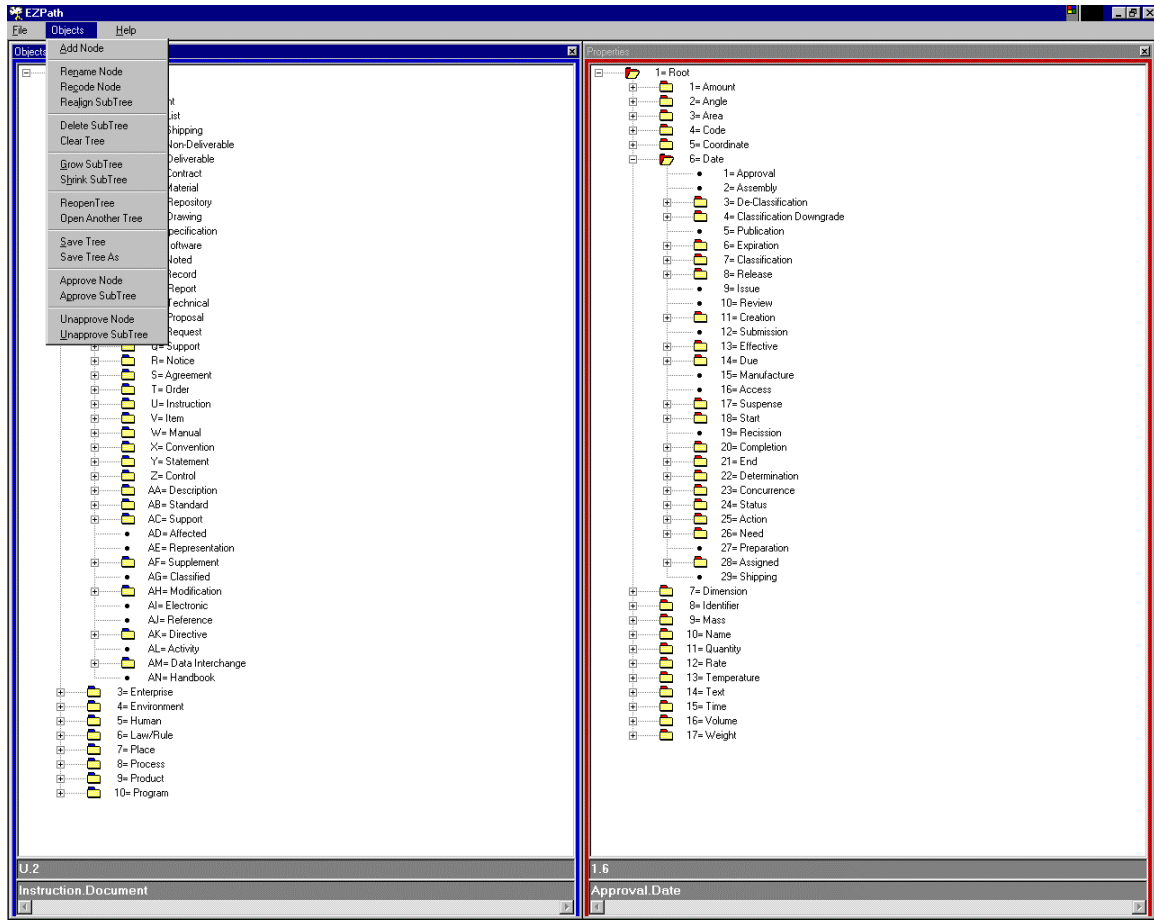 EZPath
File Objects Help
Objects
Add Node
Rename Node
Recode Node
Realign SubTree
Delete SubTree
Clear Tree
Grow SubTree
Shrink SubTree
ReopenTree
Open Another Tree
Save Tree
Save Tree As
Approve Node
Approve SubTree
Unapprove Node
Unapprove SubTree
nt
List
Shipping
Non-Deliverable
Deliverable
Contract
Material
Repository
Drawing
pecification
oftware
Noted
Record
Report
Technical
Proposal
Request
Q= Support
R= Notice
S= Agreement
T= Order
U= Instruction
V= Item
W= Manual
X= Convention
Y= Statement
Z= Control
AA= Description
AB= Standard
AC= Support
AD= Affected
AE= Representation
AF= Supplement
AG= Classified
AH= Modification
AI= Electronic
AJ= Reference
AK= Directive
AL= Activity
AM= Data Interchange
AN= Handbook
3= Enterprise
4= Environment
5= Human
6= Law/Rule
7= Place
8= Process
9= Product
10= Program
U.2
Instruction.Document
Properties
1= Root
1= Amount
2= Angle
3= Area
4= Code
5= Coordinate
6= Date
1= Approval
2= Assembly
3= De-Classification
4= Classification Downgrade
5= Publication
6= Expiration
7= Classification
8= Release
9= Issue
10= Review
11= Creation
12= Submission
13= Effective
14= Due
15= Manufacture
16= Access
17= Suspense
18= Start
19= Recission
20= Completion
21= End
22= Determination
23= Concurrence
24= Status
25= Action
26= Need
27= Preparation
28= Assigned
29= Shipping
7= Dimension
8= Identifier
9= Mass
10= Name
11= Quantity
12= Rate
13= Temperature
14= Text
15= Time
16= Volume
17= Weight
1.6
Approval.Date